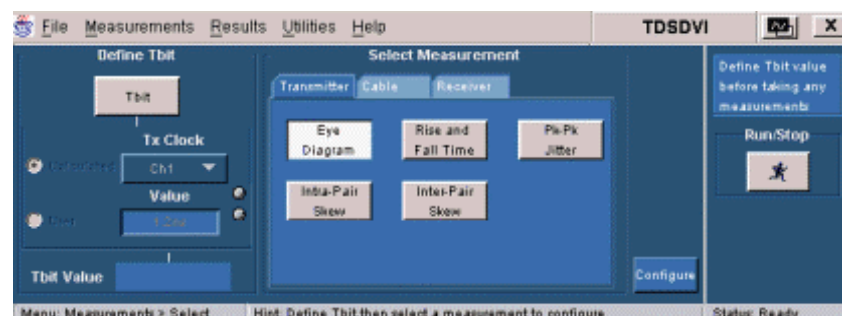 File Measurements Results Utilities Help TDSDVI X
Define Tbit
Tbit
Tx Clock
Calculated Ch1
Value
User
Tbit Value
Select Measurement
Transmitter Cable Receiver
Eye Diagram
Rise and Fall Time
Pk-Pk Jitter
Intra-Pair Skew
Inter-Pair Skew
Configure
Define Tbit value
before taking any
measurements
Run/Stop
Menu: Measurements > Select
Hint: Define Tbit then select a measurement to configure
Status: Ready